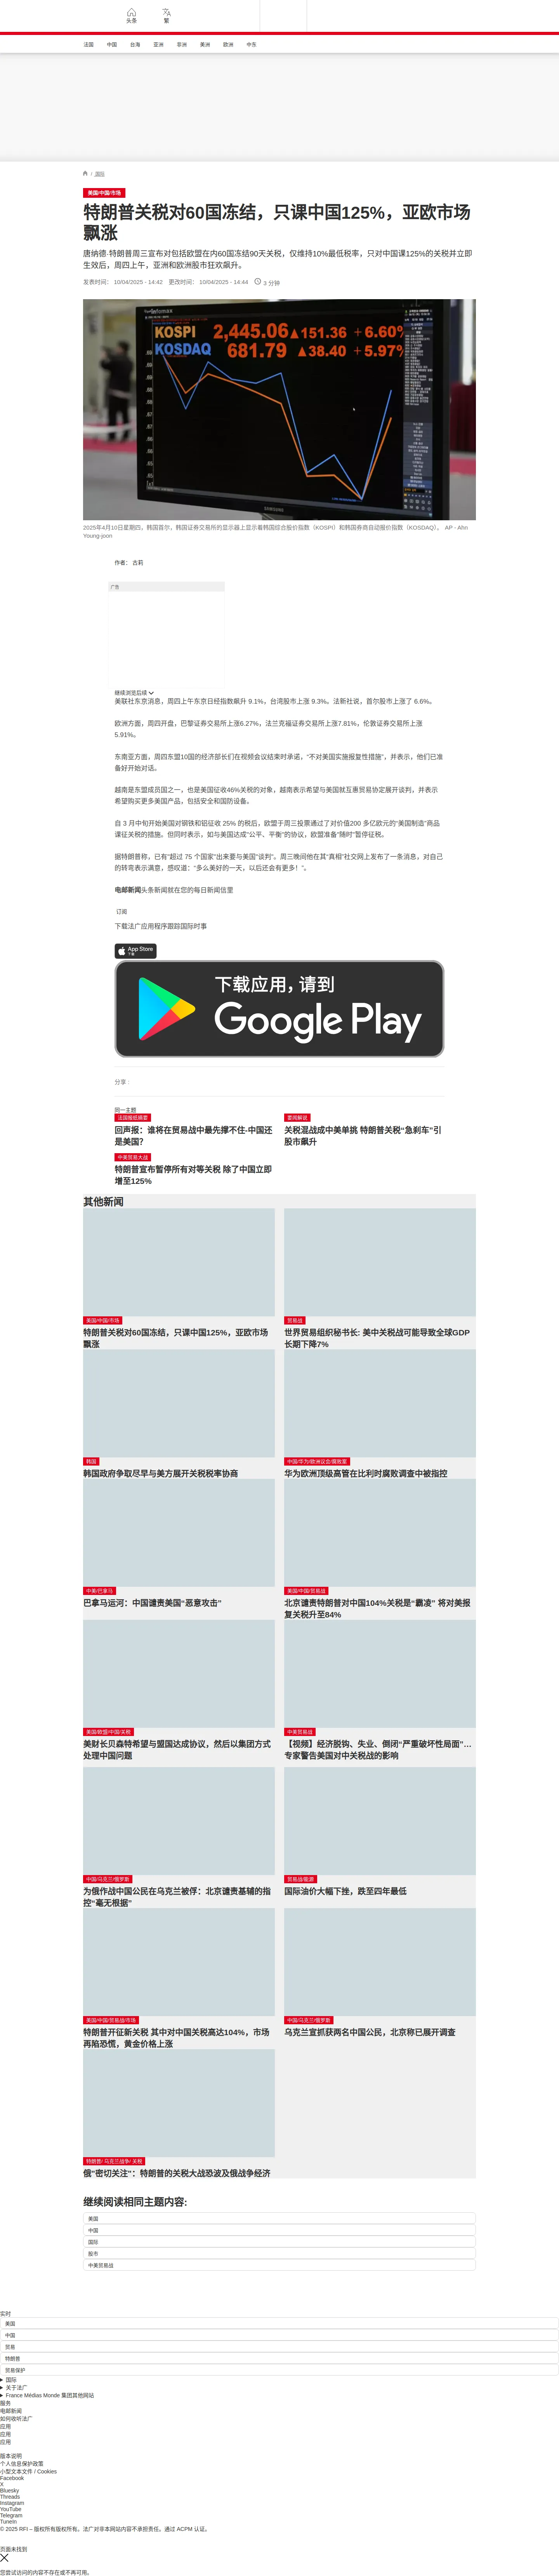 头条
繁
法国 中国 台海 亚洲 非洲 美洲 欧洲 中东
/ 国际
美国/中国/市场
特朗普关税对60国冻结，只课中国125%，亚欧市场
飘涨
唐纳德·特朗普周三宣布对包括欧盟在内60国冻结90天关税，仅维持10%最低税率，只对中国课125%的关税并立即
生效后，周四上午，亚洲和欧洲股市狂欢飙升。
发表时间： 10/04/2025 - 14:42 更改时间： 10/04/2025 - 14:44 3 分钟
KOSPI 2,445.06 ▲151.36 + 6.60%
KOSDAQ 681.79 ▲38.40 + 5.97%
2025年4月10日星期四，韩国首尔，韩国证券交易所的显示器上显示着韩国综合股价指数（KOSPI）和韩国券商自动报价指数（KOSDAQ）。 AP - Ahn
Young-joon
作者： 古莉
广告
继续浏览后续
美联社东京消息，周四上午东京日经指数飙升 9.1%，台湾股市上涨 9.3%。法新社说，首尔股市上涨了 6.6%。
欧洲方面，周四开盘，巴黎证券交易所上涨6.27%，法兰克福证券交易所上涨7.81%，伦敦证券交易所上涨
5.91%。
东南亚方面，周四东盟10国的经济部长们在视频会议结束时承诺，“不对美国实施报复性措施”，并表示，他们已准
备好开始对话。
越南是东盟成员国之一，也是美国征收46%关税的对象，越南表示希望与美国就互惠贸易协定展开谈判，并表示
希望购买更多美国产品，包括安全和国防设备。
自 3 月中旬开始美国对钢铁和铝征收 25% 的税后，欧盟于周三投票通过了对价值200 多亿欧元的“美国制造”商品
课征关税的措施。但同时表示，如与美国达成“公平、平衡”的协议，欧盟准备“随时”暂停征税。
据特朗普称，已有"超过 75 个国家"出来要与美国“谈判”。周三晚间他在其“真相”社交网上发布了一条消息，对自己
的转弯表示满意，感叹道：“多么美好的一天，以后还会有更多！”。
电邮新闻头条新闻就在您的每日新闻信里
订阅
下载法广应用程序跟踪国际时事
App Store
下载
下载应用，请到
Google Play
分享 :
同一主题
法国报纸摘要
回声报：谁将在贸易战中最先撑不住-中国还
是美国?
要闻解说
关税混战成中美单挑 特朗普关税“急刹车”引
股市飙升
中美贸易大战
特朗普宣布暂停所有对等关税 除了中国立即
增至125%
其他新闻
美国/中国/市场
特朗普关税对60国冻结，只课中国125%，亚欧市场
飘涨
贸易战
世界贸易组织秘书长: 美中关税战可能导致全球GDP
长期下降7%
韩国
韩国政府争取尽早与美方展开关税税率协商
中国/华为/欧洲议会/腐败案
华为欧洲顶级高管在比利时腐败调查中被指控
中美/巴拿马
巴拿马运河：中国谴责美国“恶意攻击”
美国/中国/贸易战
北京谴责特朗普对中国104%关税是“霸凌” 将对美报
复关税升至84%
美国/欧盟/中国/关税
美财长贝森特希望与盟国达成协议，然后以集团方式
处理中国问题
中美贸易战
【视频】经济脱钩、失业、倒闭“严重破坏性局面”…
专家警告美国对中关税战的影响
中国/乌克兰/俄罗斯
为俄作战中国公民在乌克兰被俘：北京谴责基辅的指
控“毫无根据”
贸易战/能源
国际油价大幅下挫，跌至四年最低
美国/中国/贸易战/市场
特朗普开征新关税 其中对中国关税高达104%，市场
再陷恐慌，黄金价格上涨
中国/乌克兰/俄罗斯
乌克兰宣抓获两名中国公民，北京称已展开调查
特朗普/ 乌克兰战争/ 关税
俄"密切关注"：特朗普的关税大战恐波及俄战争经济
继续阅读相同主题内容:
美国
中国
国际
股市
中美贸易战
实时
美国
中国
贸易
特朗普
贸易保护
国际
关于法广
France Médias Monde 集团其他网站
服务
电邮新闻
如何收听法广
应用
应用
应用
版本说明
个人信息保护政策
小型文本文件 / Cookies
Facebook
X
Bluesky
Threads
Instagram
YouTube
Telegram
TuneIn
© 2025 RFI – 版权所有版权所有。法广对非本网站内容不承担责任。通过 ACPM 认证。
页面未找到
您尝试访问的内容不存在或不再可用。